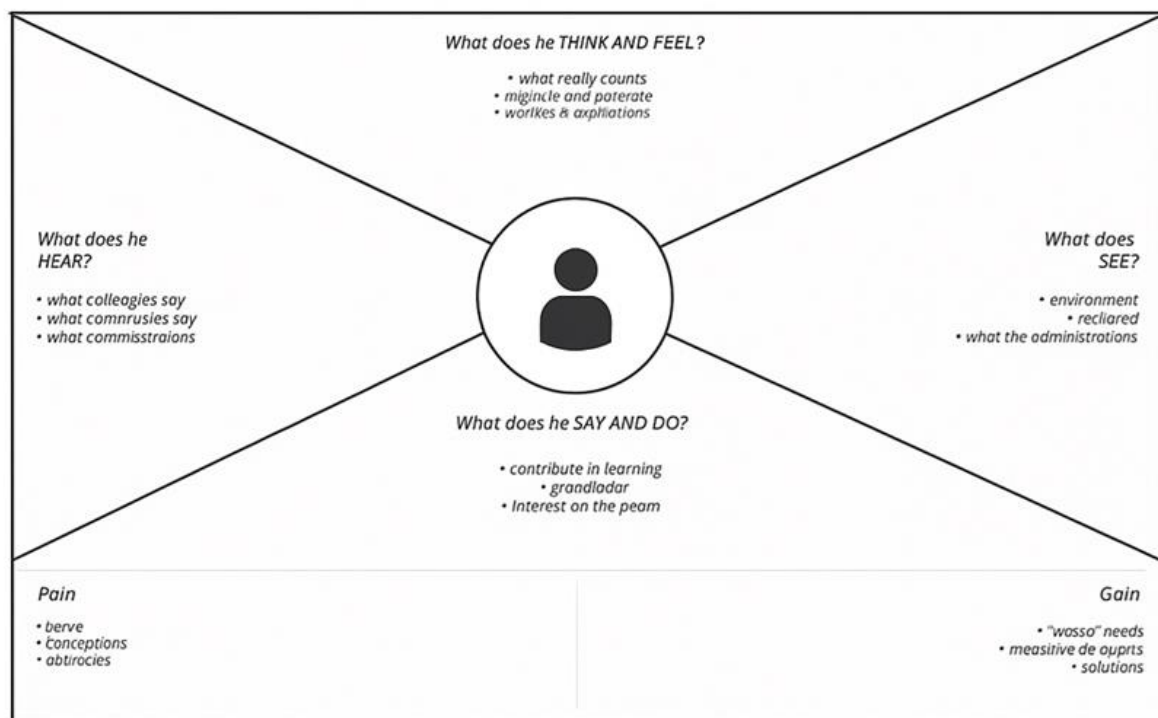 What does he THINK AND FEEL?
• what really counts
• migincle and poterate
• worlkes & axpliations
What does he
HEAR?
• what colleagies say
• what comnrusies say
• what commisstraions
What does
SEE?
• environment
• recliared
• what the administrations
What does he SAY AND DO?
• contribute in learning
• grandladar
• Interest on the peam
Pain
• berve
• conceptions
• abtirocies
Gain
• "wosso" needs
• measitive de oyprts
• solutions